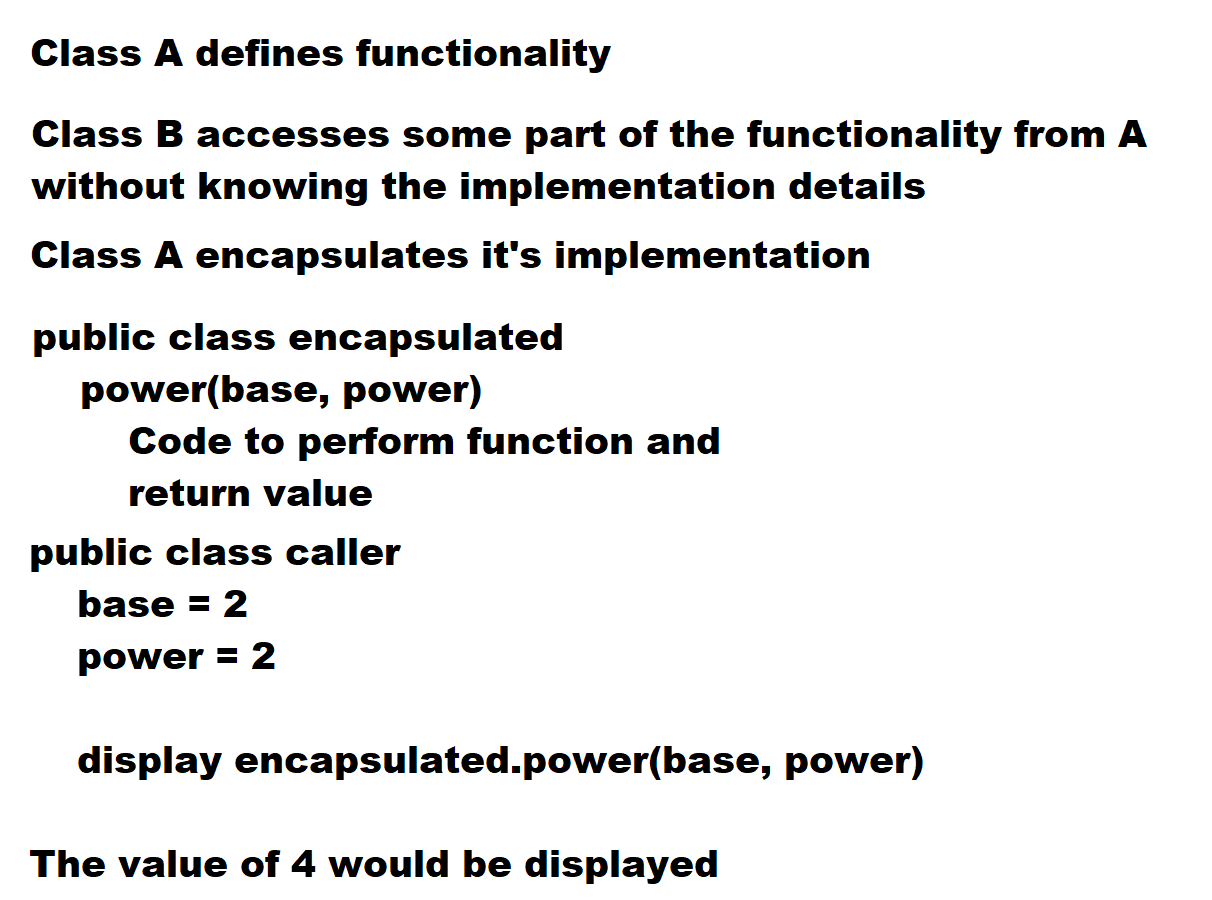 Class A defines functionality
Class B accesses some part of the functionality from A
without knowing the implementation details
Class A encapsulates it's implementation
public class encapsulated
power(base, power)
Code to perform function and
return value
public class caller
base = 2
power = 2
display encapsulated.power(base, power)
The value of 4 would be displayed